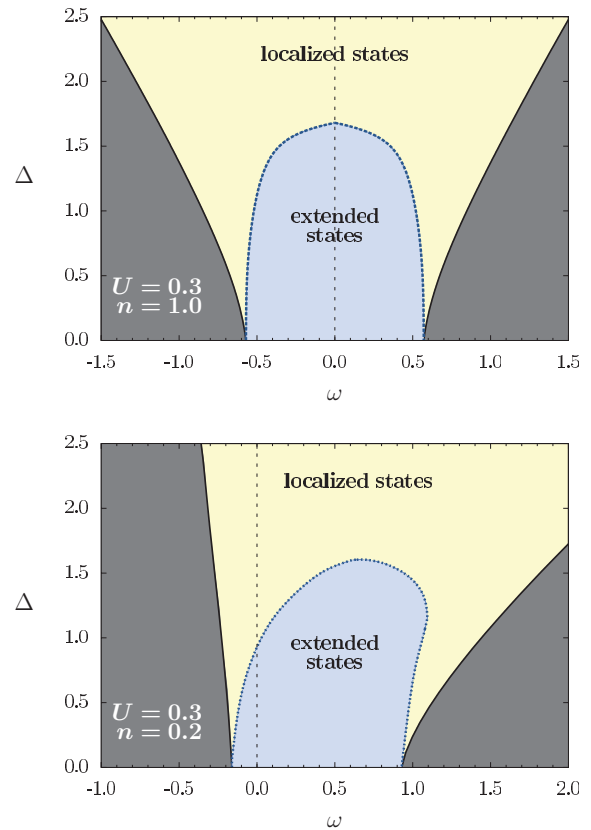 2.5
2.0
1.5
1.0
0.5
0.0
Δ
localized states
extended
states
U = 0.3
n = 1.0
-1.5 -1.0 -0.5 0.0 0.5 1.0 1.5
ω
2.5
2.0
1.5
1.0
0.5
0.0
Δ
localized states
extended
states
U = 0.3
n = 0.2
-1.0 -0.5 0.0 0.5 1.0 1.5 2.0
ω